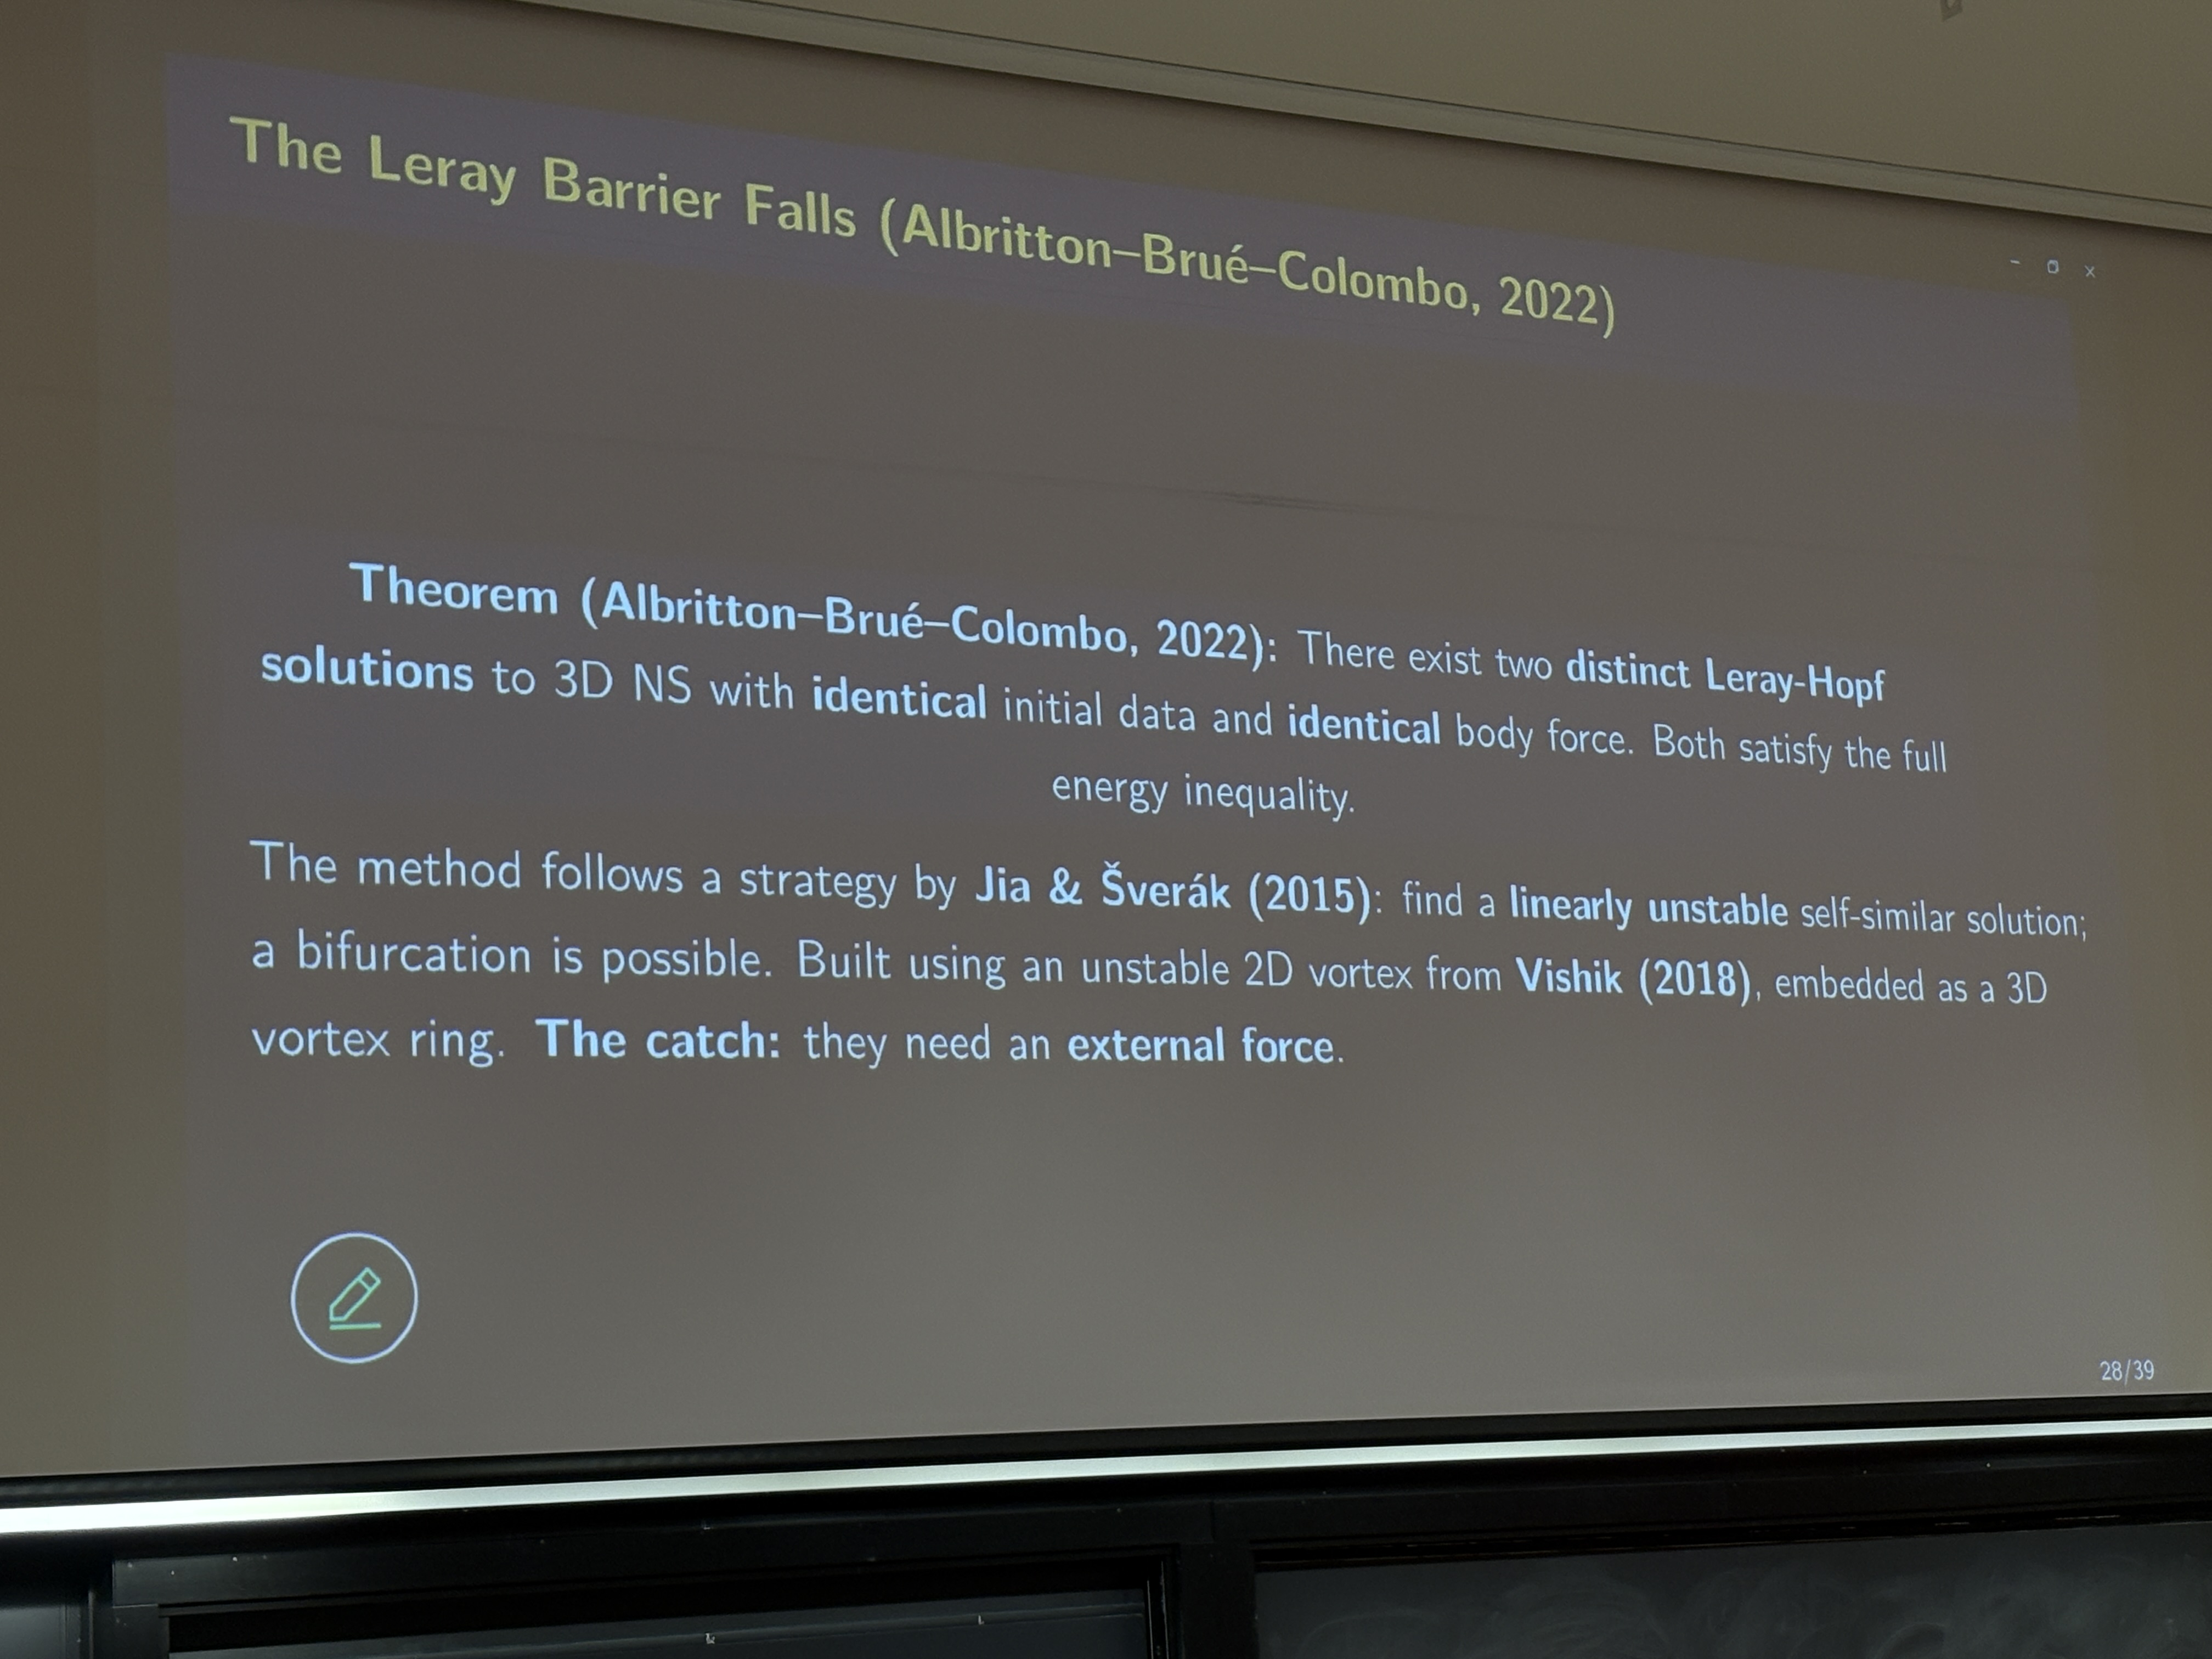 The Leray Barrier Falls (Albritton–Brué–Colombo, 2022)
Theorem (Albritton–Brué–Colombo, 2022): There exist two distinct Leray-Hopf
solutions to 3D NS with identical initial data and identical body force. Both satisfy the full
energy inequality.
The method follows a strategy by Jia & Šverák (2015): find a linearly unstable self-similar solution;
a bifurcation is possible. Built using an unstable 2D vortex from Vishik (2018), embedded as a 3D
vortex ring. The catch: they need an external force.
28/39